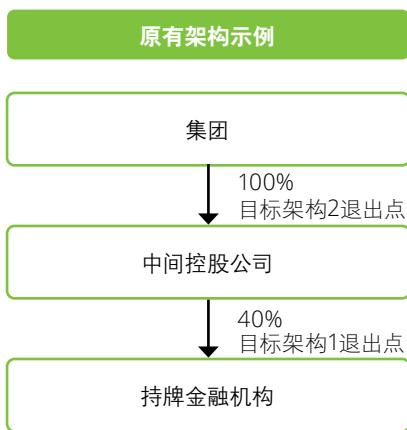 原有架构示例
集团
100%
目标架构2退出点
中间控股公司
40%
目标架构1退出点
持牌金融机构